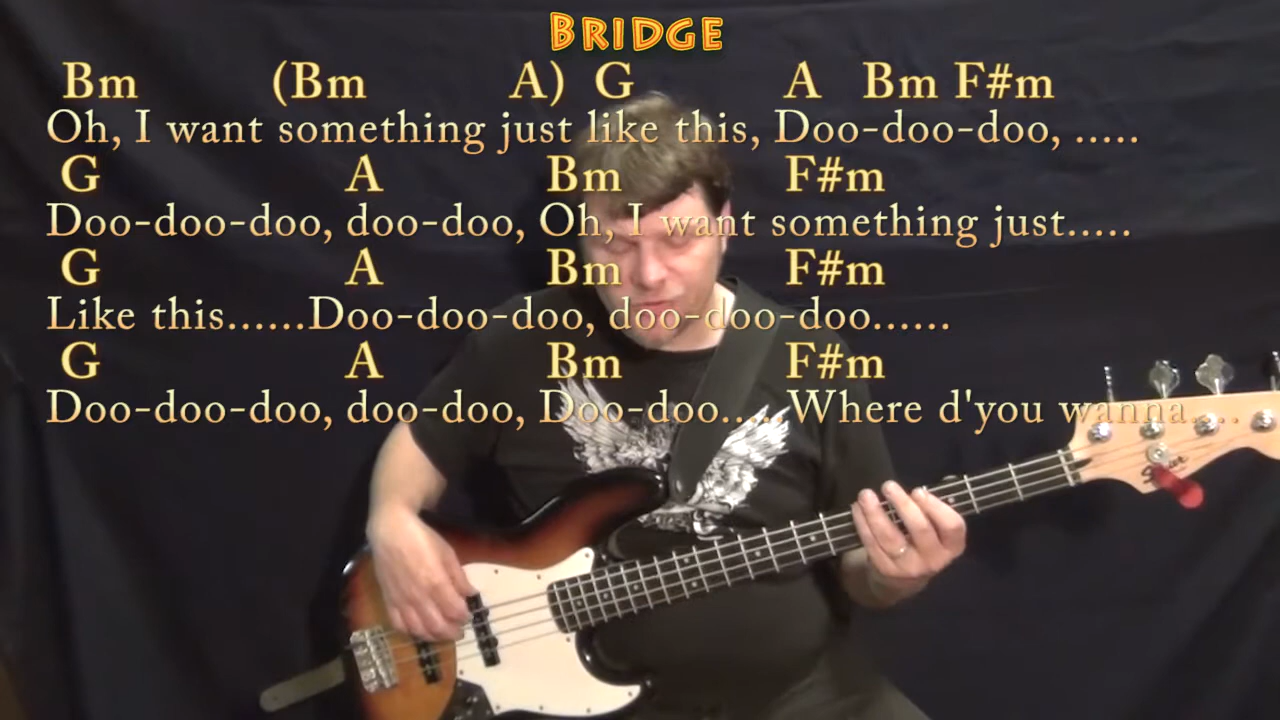 BRIDGE
Bm (Bm A) G A Bm F#m
Oh, I want something just like this, Doo-doo-doo, .....
G A Bm F#m
Doo-doo-doo, doo-doo, Oh, I want something just.....
G A Bm F#m
Like this......Doo-doo-doo, doo-doo-doo......
G A Bm F#m
Doo-doo-doo, doo-doo, Doo-doo.....Where d'you wanna....